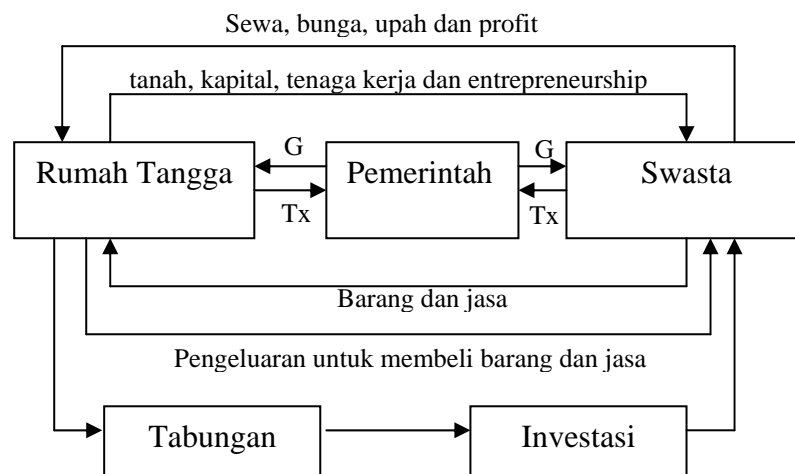 Sewa, bunga, upah dan profit
tanah, kapital, tenaga kerja dan entrepreneurship
Rumah Tangga
G
Tx
Pemerintah
G
Tx
Swasta
Barang dan jasa
Pengeluaran untuk membeli barang dan jasa
Tabungan
Investasi